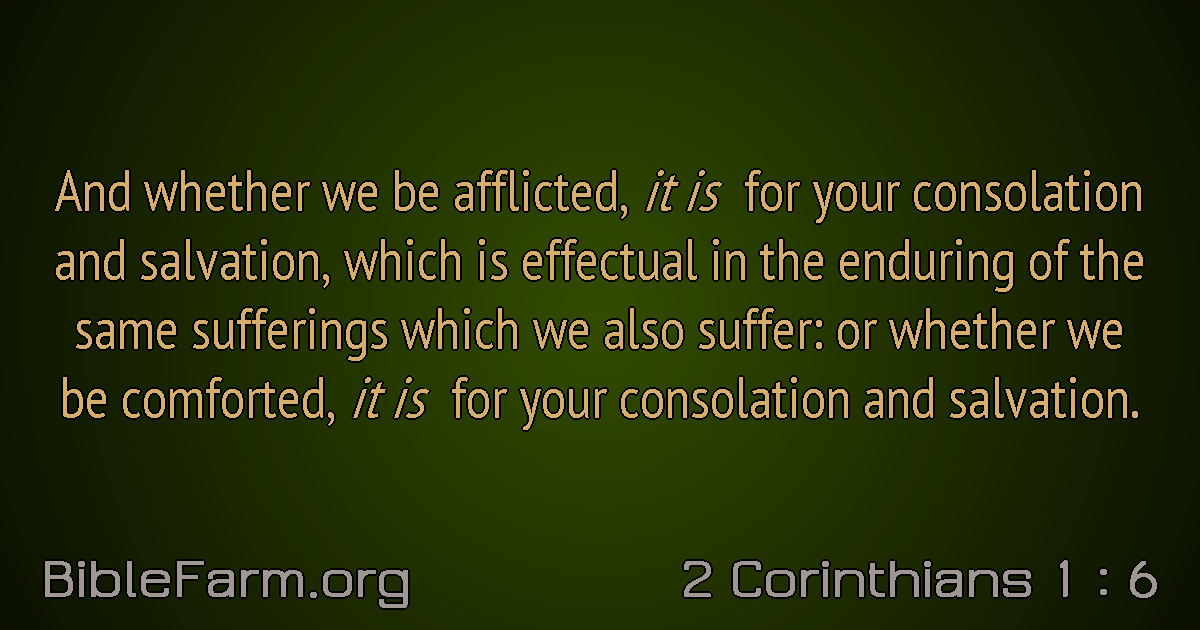 And whether we be afflicted, it is for your consolation
and salvation, which is effectual in the enduring of the
same sufferings which we also suffer: or whether we
be comforted, it is for your consolation and salvation.
BibleFarm.org
2 Corinthians 1 : 6